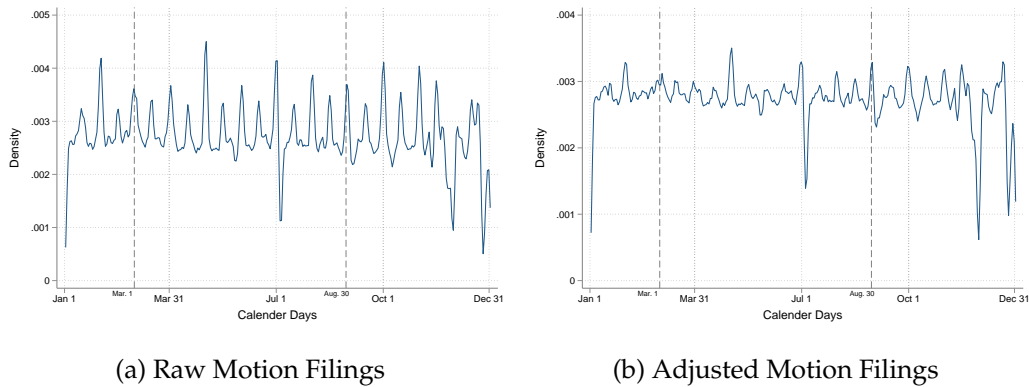 .005
.004
.003
.002
.001
0
Density
Jan 1
Mar. 1
Mar 31
Jul 1
Aug. 30
Oct 1
Dec 31
Calender Days
(a) Raw Motion Filings
.004
.003
.002
.001
0
Density
Jan 1
Mar. 1
Mar 31
Jul 1
Aug. 30
Oct 1
Dec 31
Calender Days
(b) Adjusted Motion Filings